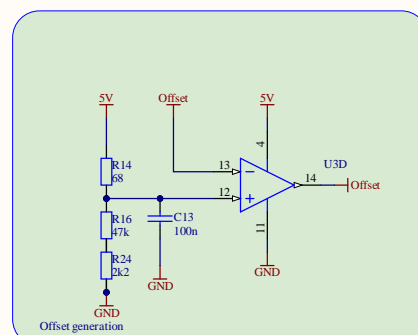 5V
Offset
5V
R14
68
4
13
U3D
14
Offset
12
R16
47k
C13
100n
11
R24
2k2
GND
GND
GND
Offset generation